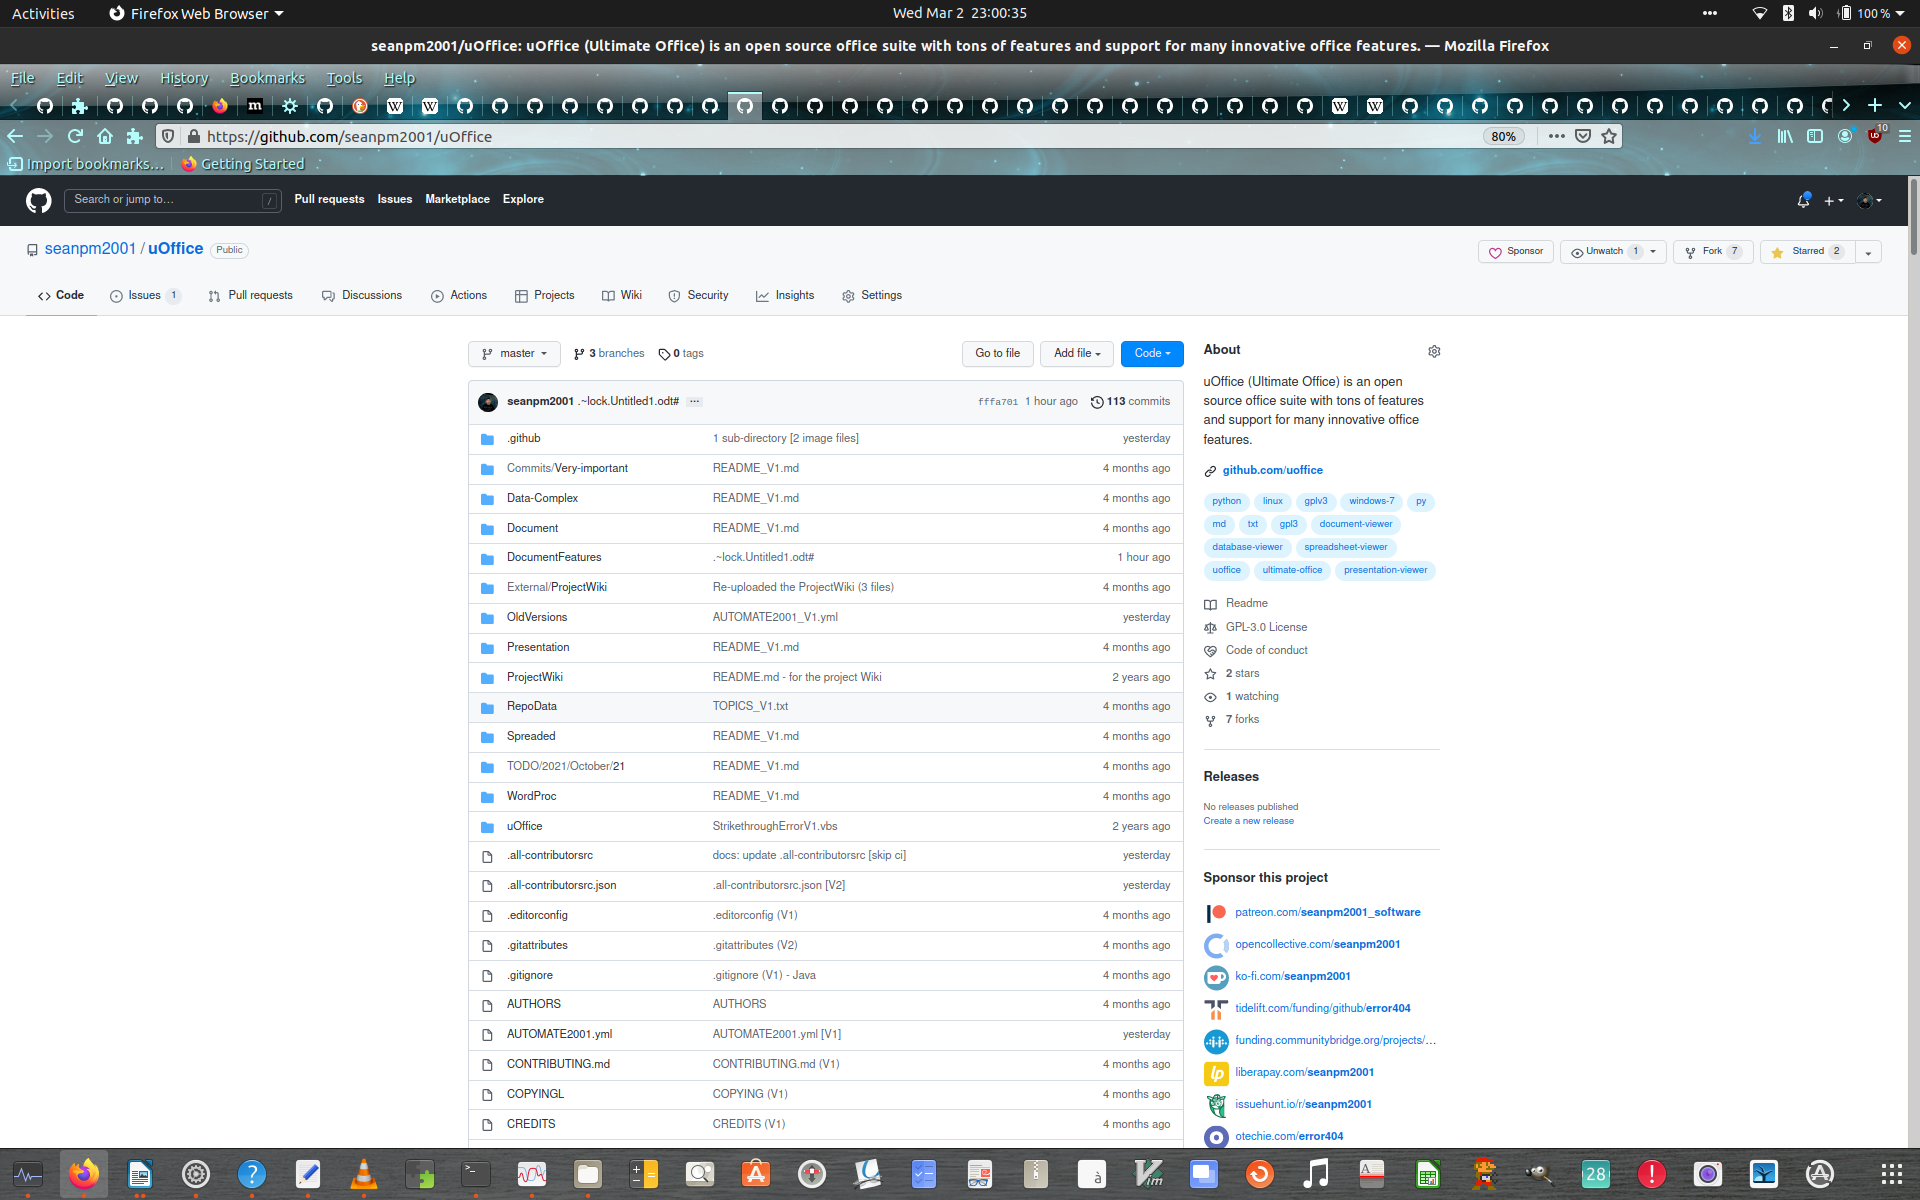 Activities Firefox Web Browser Wed Mar 2 23:00:35 100 %
seanpm2001/uOffice: uOffice (Ultimate Office) is an open source office suite with tons of features and support for many innovative office features. — Mozilla Firefox
File Edit View History Bookmarks Tools Help
https://github.com/seanpm2001/uOffice 80% 10
Import bookmarks… Getting Started
Search or jump to… / Pull requests Issues Marketplace Explore
seanpm2001 / uOffice Public Sponsor Unwatch 1 Fork 7 Starred 2
Code Issues 1 Pull requests Discussions Actions Projects Wiki Security Insights Settings
master 3 branches 0 tags Go to file Add file Code
seanpm2001 .~lock.Untitled1.odt# ... fffa701 1 hour ago 113 commits
.github 1 sub-directory [2 image files] yesterday
Commits/Very-important README_V1.md 4 months ago
Data-Complex README_V1.md 4 months ago
Document README_V1.md 4 months ago
DocumentFeatures .~lock.Untitled1.odt# 1 hour ago
External/ProjectWiki Re-uploaded the ProjectWiki (3 files) 4 months ago
OldVersions AUTOMATE2001_V1.yml yesterday
Presentation README_V1.md 4 months ago
ProjectWiki README.md - for the project Wiki 2 years ago
RepoData TOPICS_V1.txt 4 months ago
Spreaded README_V1.md 4 months ago
TODO/2021/October/21 README_V1.md 4 months ago
WordProc README_V1.md 4 months ago
uOffice StrikethroughErrorV1.vbs 2 years ago
.all-contributorsrc docs: update .all-contributorsrc [skip ci] yesterday
.all-contributorsrc.json .all-contributorsrc.json [V2] yesterday
.editorconfig .editorconfig (V1) 4 months ago
.gitattributes .gitattributes (V2) 4 months ago
.gitignore .gitignore (V1) - Java 4 months ago
AUTHORS AUTHORS 4 months ago
AUTOMATE2001.yml AUTOMATE2001.yml [V1] yesterday
CONTRIBUTING.md CONTRIBUTING.md (V1) 4 months ago
COPYINGL COPYING (V1) 4 months ago
CREDITS CREDITS (V1) 4 months ago
About
uOffice (Ultimate Office) is an open
source office suite with tons of features
and support for many innovative office
features.
github.com/uoffice
python linux gplv3 windows-7 py
md txt gpl3 document-viewer
database-viewer spreadsheet-viewer
uoffice ultimate-office presentation-viewer
Readme
GPL-3.0 License
Code of conduct
2 stars
1 watching
7 forks
Releases
No releases published
Create a new release
Sponsor this project
patreon.com/seanpm2001_software
opencollective.com/seanpm2001
ko-fi.com/seanpm2001
tidelift.com/funding/github/error404
funding.communitybridge.org/projects/…
liberapay.com/seanpm2001
issuehunt.io/r/seanpm2001
otechie.com/error404
28